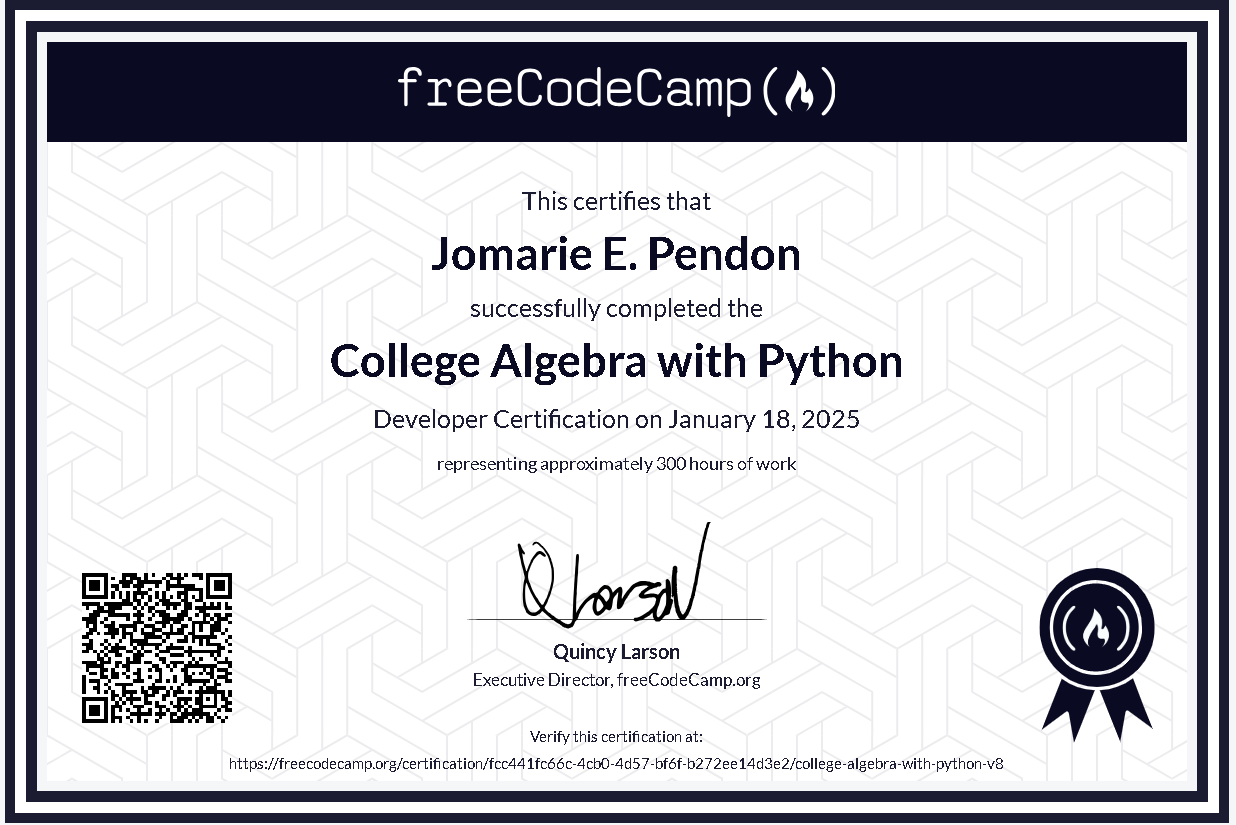 freeCodeCamp
This certifies that
Jomarie E. Pendon
successfully completed the
College Algebra with Python
Developer Certification on January 18, 2025
representing approximately 300 hours of work
Q Larson
Quincy Larson
Executive Director, freeCodeCamp.org
Verify this certification at:
https://freecodecamp.org/certification/fcc441fc66c-4cb0-4d57-bf6f-b272ee14d3e2/college-algebra-with-python-v8